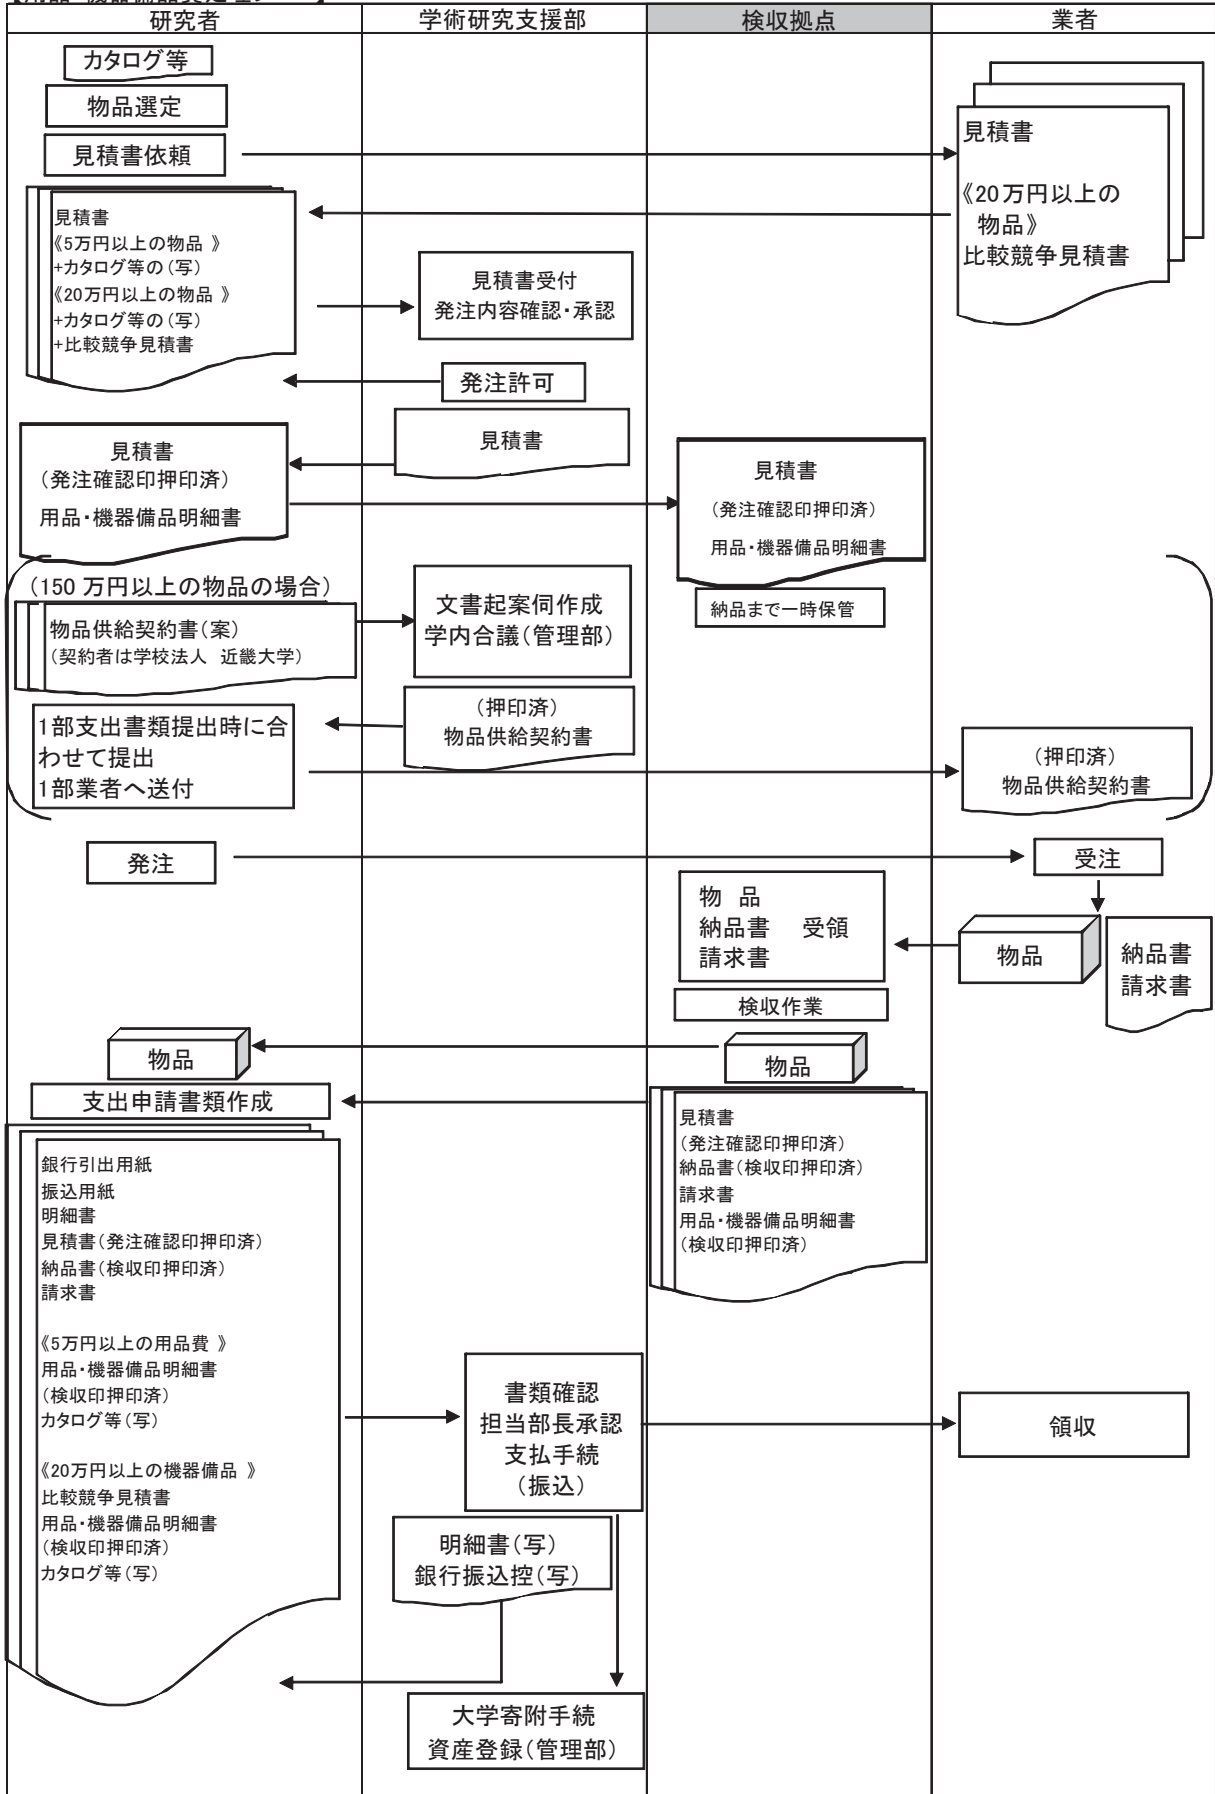 研究者
学術研究支援部
検収拠点
業者
カタログ等
物品選定
見積書依頼
見積書
《20万円以上の
物品》
比較競争見積書
見積書
《5万円以上の物品 》
+カタログ等の(写)
《20万円以上の物品 》
+カタログ等の(写)
+比較競争見積書
見積書受付
発注内容確認・承認
発注許可
見積書
見積書
(発注確認印押印済)
用品・機器備品明細書
見積書
(発注確認印押印済)
用品・機器備品明細書
納品まで一時保管
(150 万円以上の物品の場合)
物品供給契約書(案)
(契約者は学校法人 近畿大学)
文書起案伺作成
学内合議(管理部)
(押印済)
物品供給契約書
1部支出書類提出時に合
わせて提出
1部業者へ送付
(押印済)
物品供給契約書
発注
受注
物 品
納品書 受領
請求書
物品
納品書
請求書
検収作業
物品
物品
支出申請書類作成
見積書
(発注確認印押印済)
納品書(検収印押印済)
請求書
用品・機器備品明細書
(検収印押印済)
銀行引出用紙
振込用紙
明細書
見積書(発注確認印押印済)
納品書(検収印押印済)
請求書
《5万円以上の用品費 》
用品・機器備品明細書
(検収印押印済)
カタログ等(写)
《20万円以上の機器備品 》
比較競争見積書
用品・機器備品明細書
(検収印押印済)
カタログ等(写)
書類確認
担当部長承認
支払手続
(振込)
領収
明細書(写)
銀行振込控(写)
大学寄附手続
資産登録(管理部)